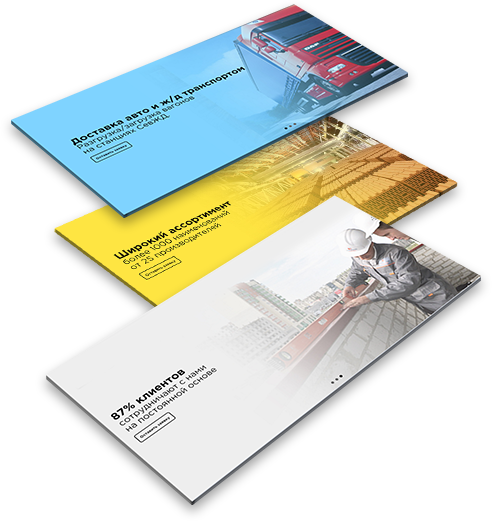 Доставка авто и ж/д транспортом
Разгрузка/загрузка вагонов
на станциях СевЖД
Оставить заявку
Широкий ассортимент
более 1000 наименований
от 25 производителей
Оставить заявку
87% клиентов
сотрудничают с нами
на постоянной основе
Оставить заявку